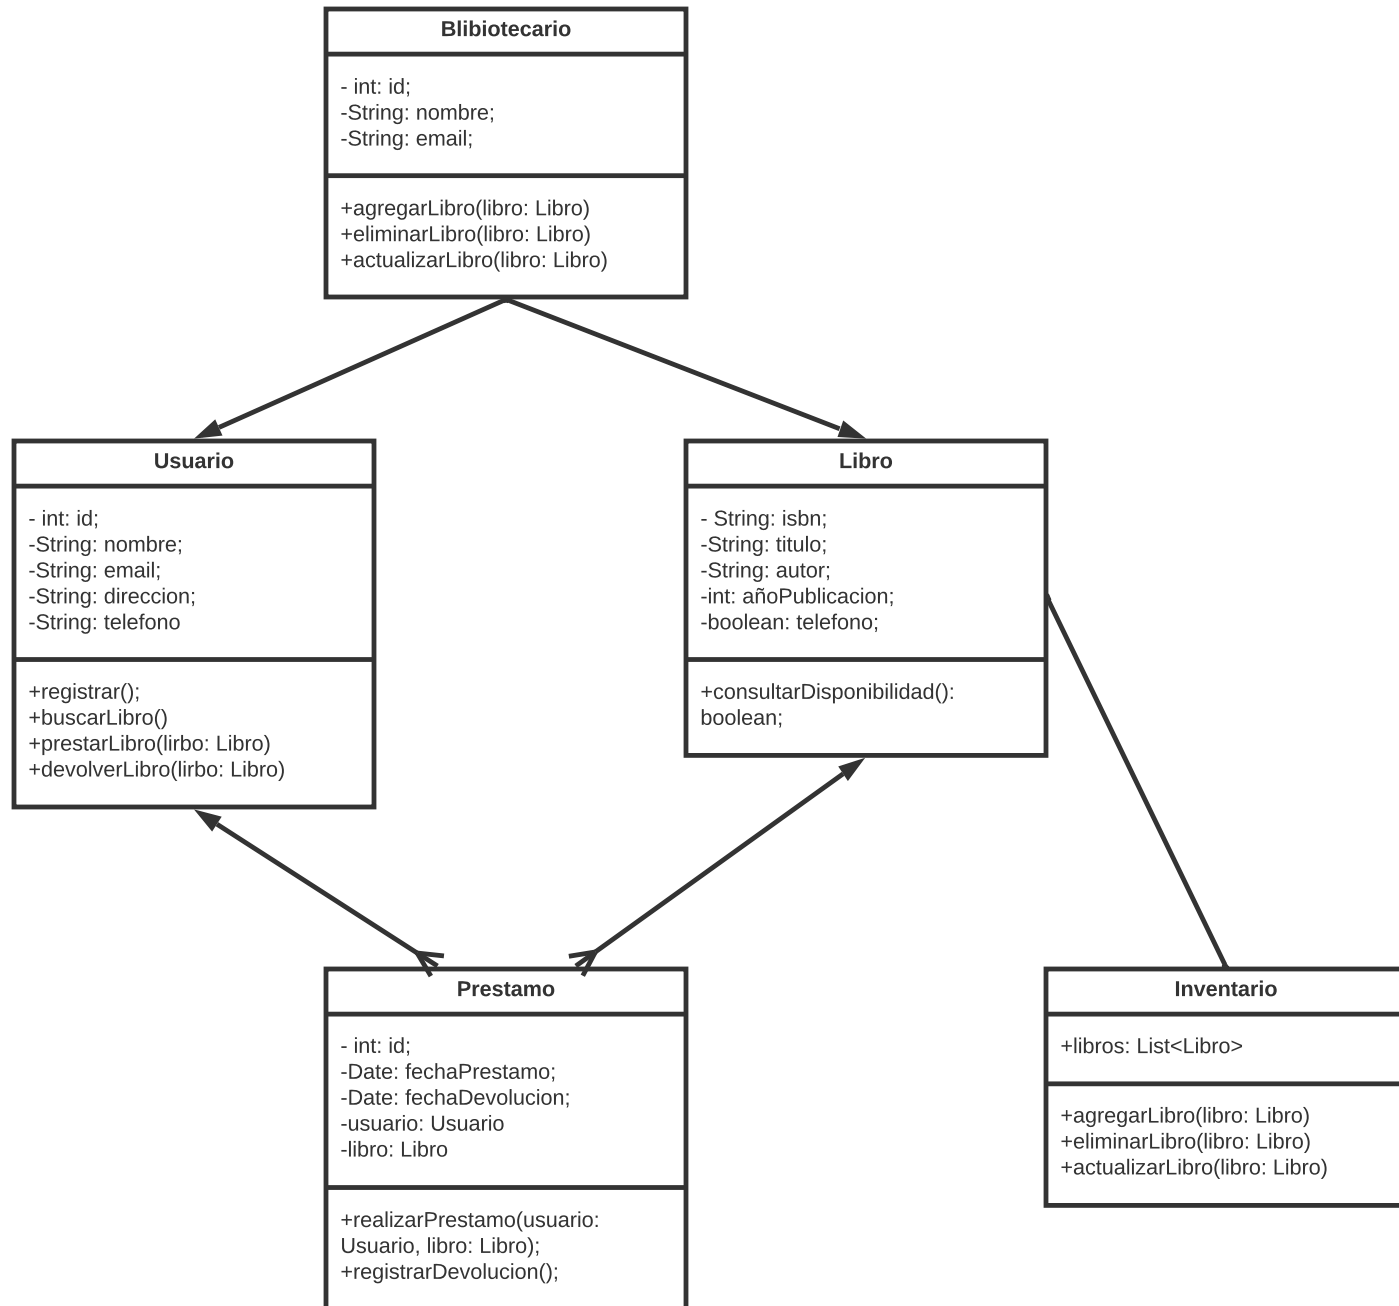 Blibiotecario
- int: id;
-String: nombre;
-String: email;
+agregarLibro(libro: Libro)
+eliminarLibro(libro: Libro)
+actualizarLibro(libro: Libro)
Usuario
- int: id;
-String: nombre;
-String: email;
-String: direccion;
-String: telefono
+registrar();
+buscarLibro()
+prestarLibro(lirbo: Libro)
+devolverLibro(lirbo: Libro)
Libro
- String: isbn;
-String: titulo;
-String: autor;
-int: añoPublicacion;
-boolean: telefono;
+consultarDisponibilidad():
boolean;
Prestamo
- int: id;
-Date: fechaPrestamo;
-Date: fechaDevolucion;
-usuario: Usuario
-libro: Libro
+realizarPrestamo(usuario:
Usuario, libro: Libro);
+registrarDevolucion();
Inventario
+libros: List<Libro>
+agregarLibro(libro: Libro)
+eliminarLibro(libro: Libro)
+actualizarLibro(libro: Libro)